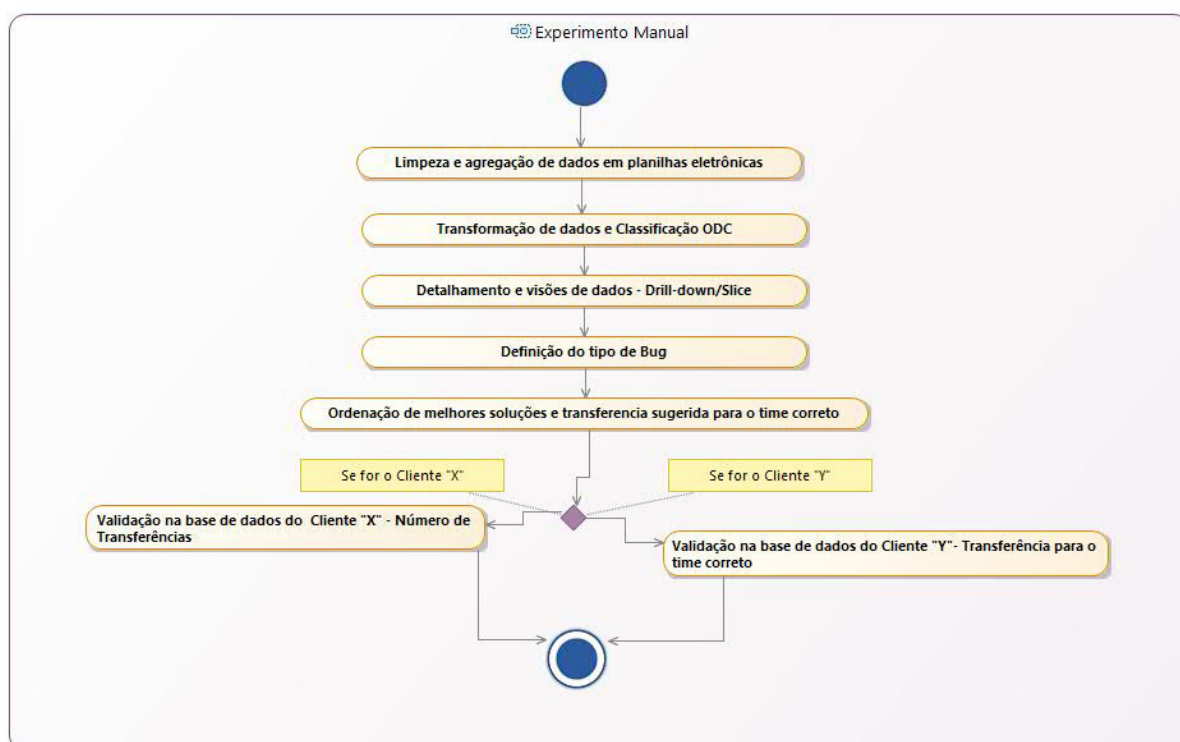 Experimento Manual
Limpeza e agregação de dados em planilhas eletrônicas
Transformação de dados e Classificação ODC
Detalhamento e visões de dados - Drill-down/Slice
Definição do tipo de Bug
Ordenação de melhores soluções e transferencia sugerida para o time correto
Se for o Cliente "X"
Se for o Cliente "Y"
Validação na base de dados do  Cliente "X" - Número de
Transferências
Validação na base de dados do Cliente "Y"- Transferência para o
time correto